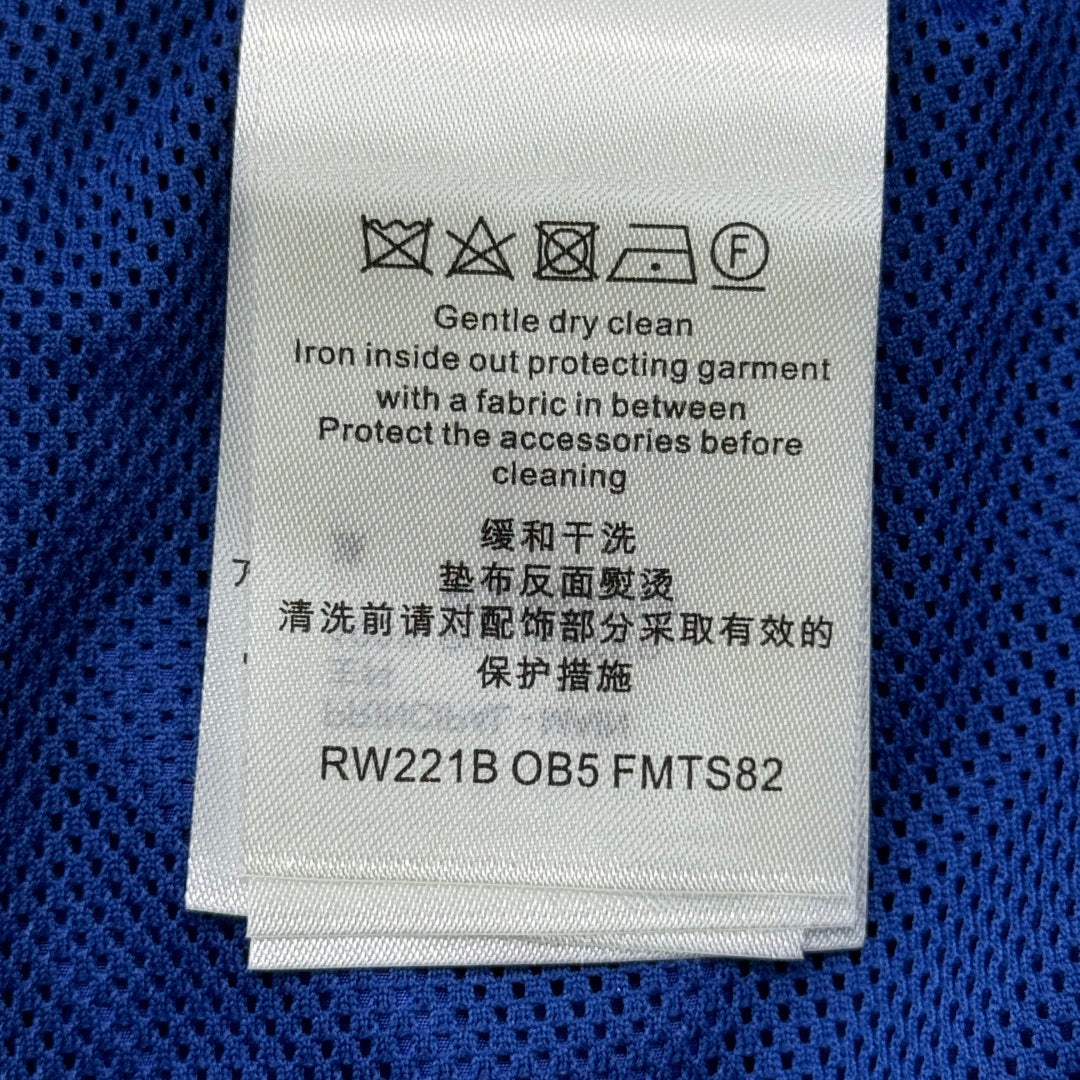 F
Gentle dry clean
Iron inside out protecting garment
with a fabric in between
Protect the accessories before
cleaning
缓和干洗
垫布反面熨烫
清洗前请对配饰部分采取有效的
保护措施
RW221B OB5 FMTS82